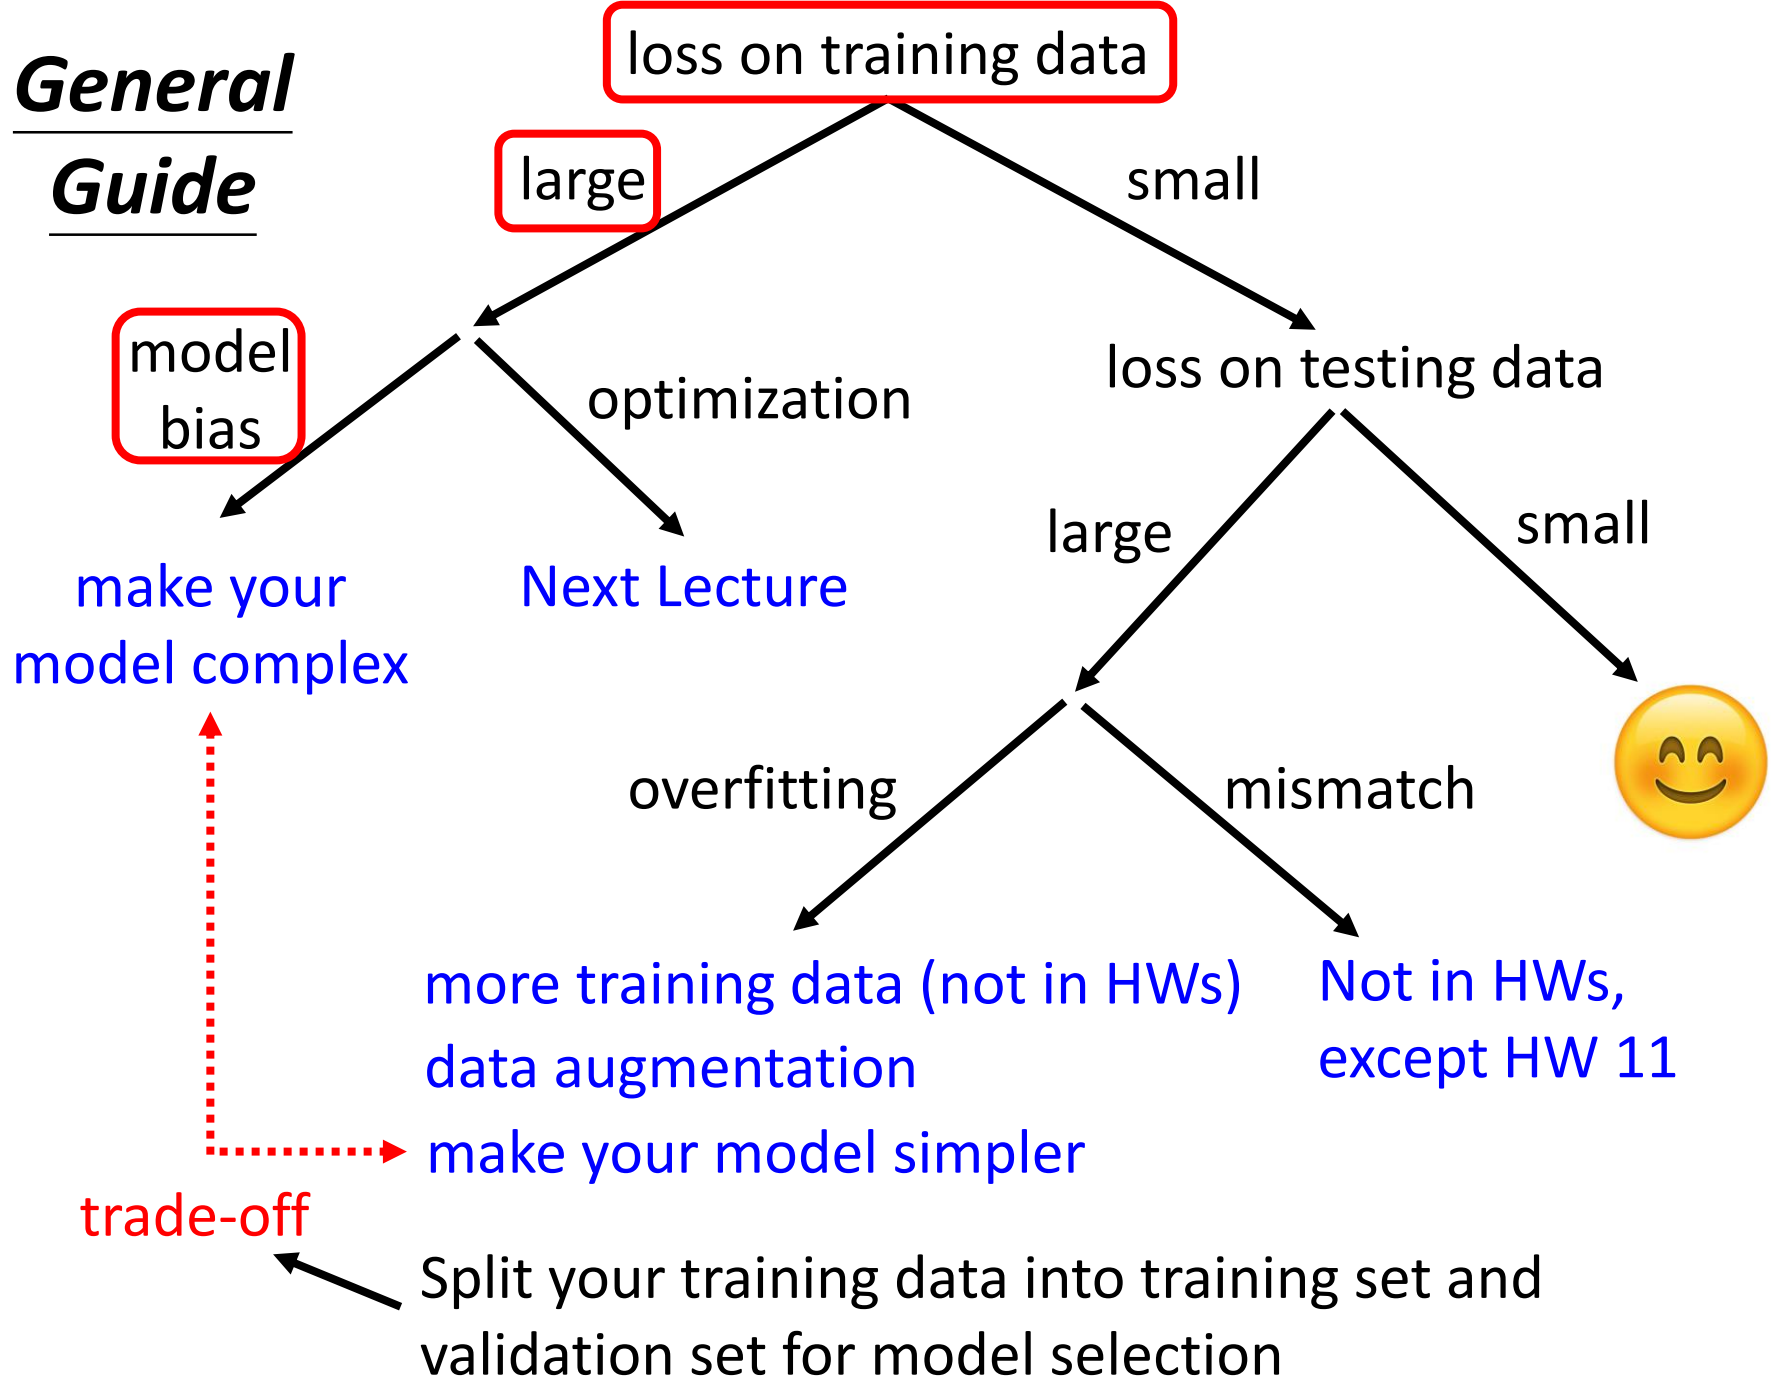 General
Guide
loss on training data
large
small
model
bias
optimization
loss on testing data
make your
model complex
Next Lecture
large
small
overfitting
mismatch
more training data (not in HWs)
data augmentation
make your model simpler
Not in HWs,
except HW 11
trade-off
Split your training data into training set and
validation set for model selection